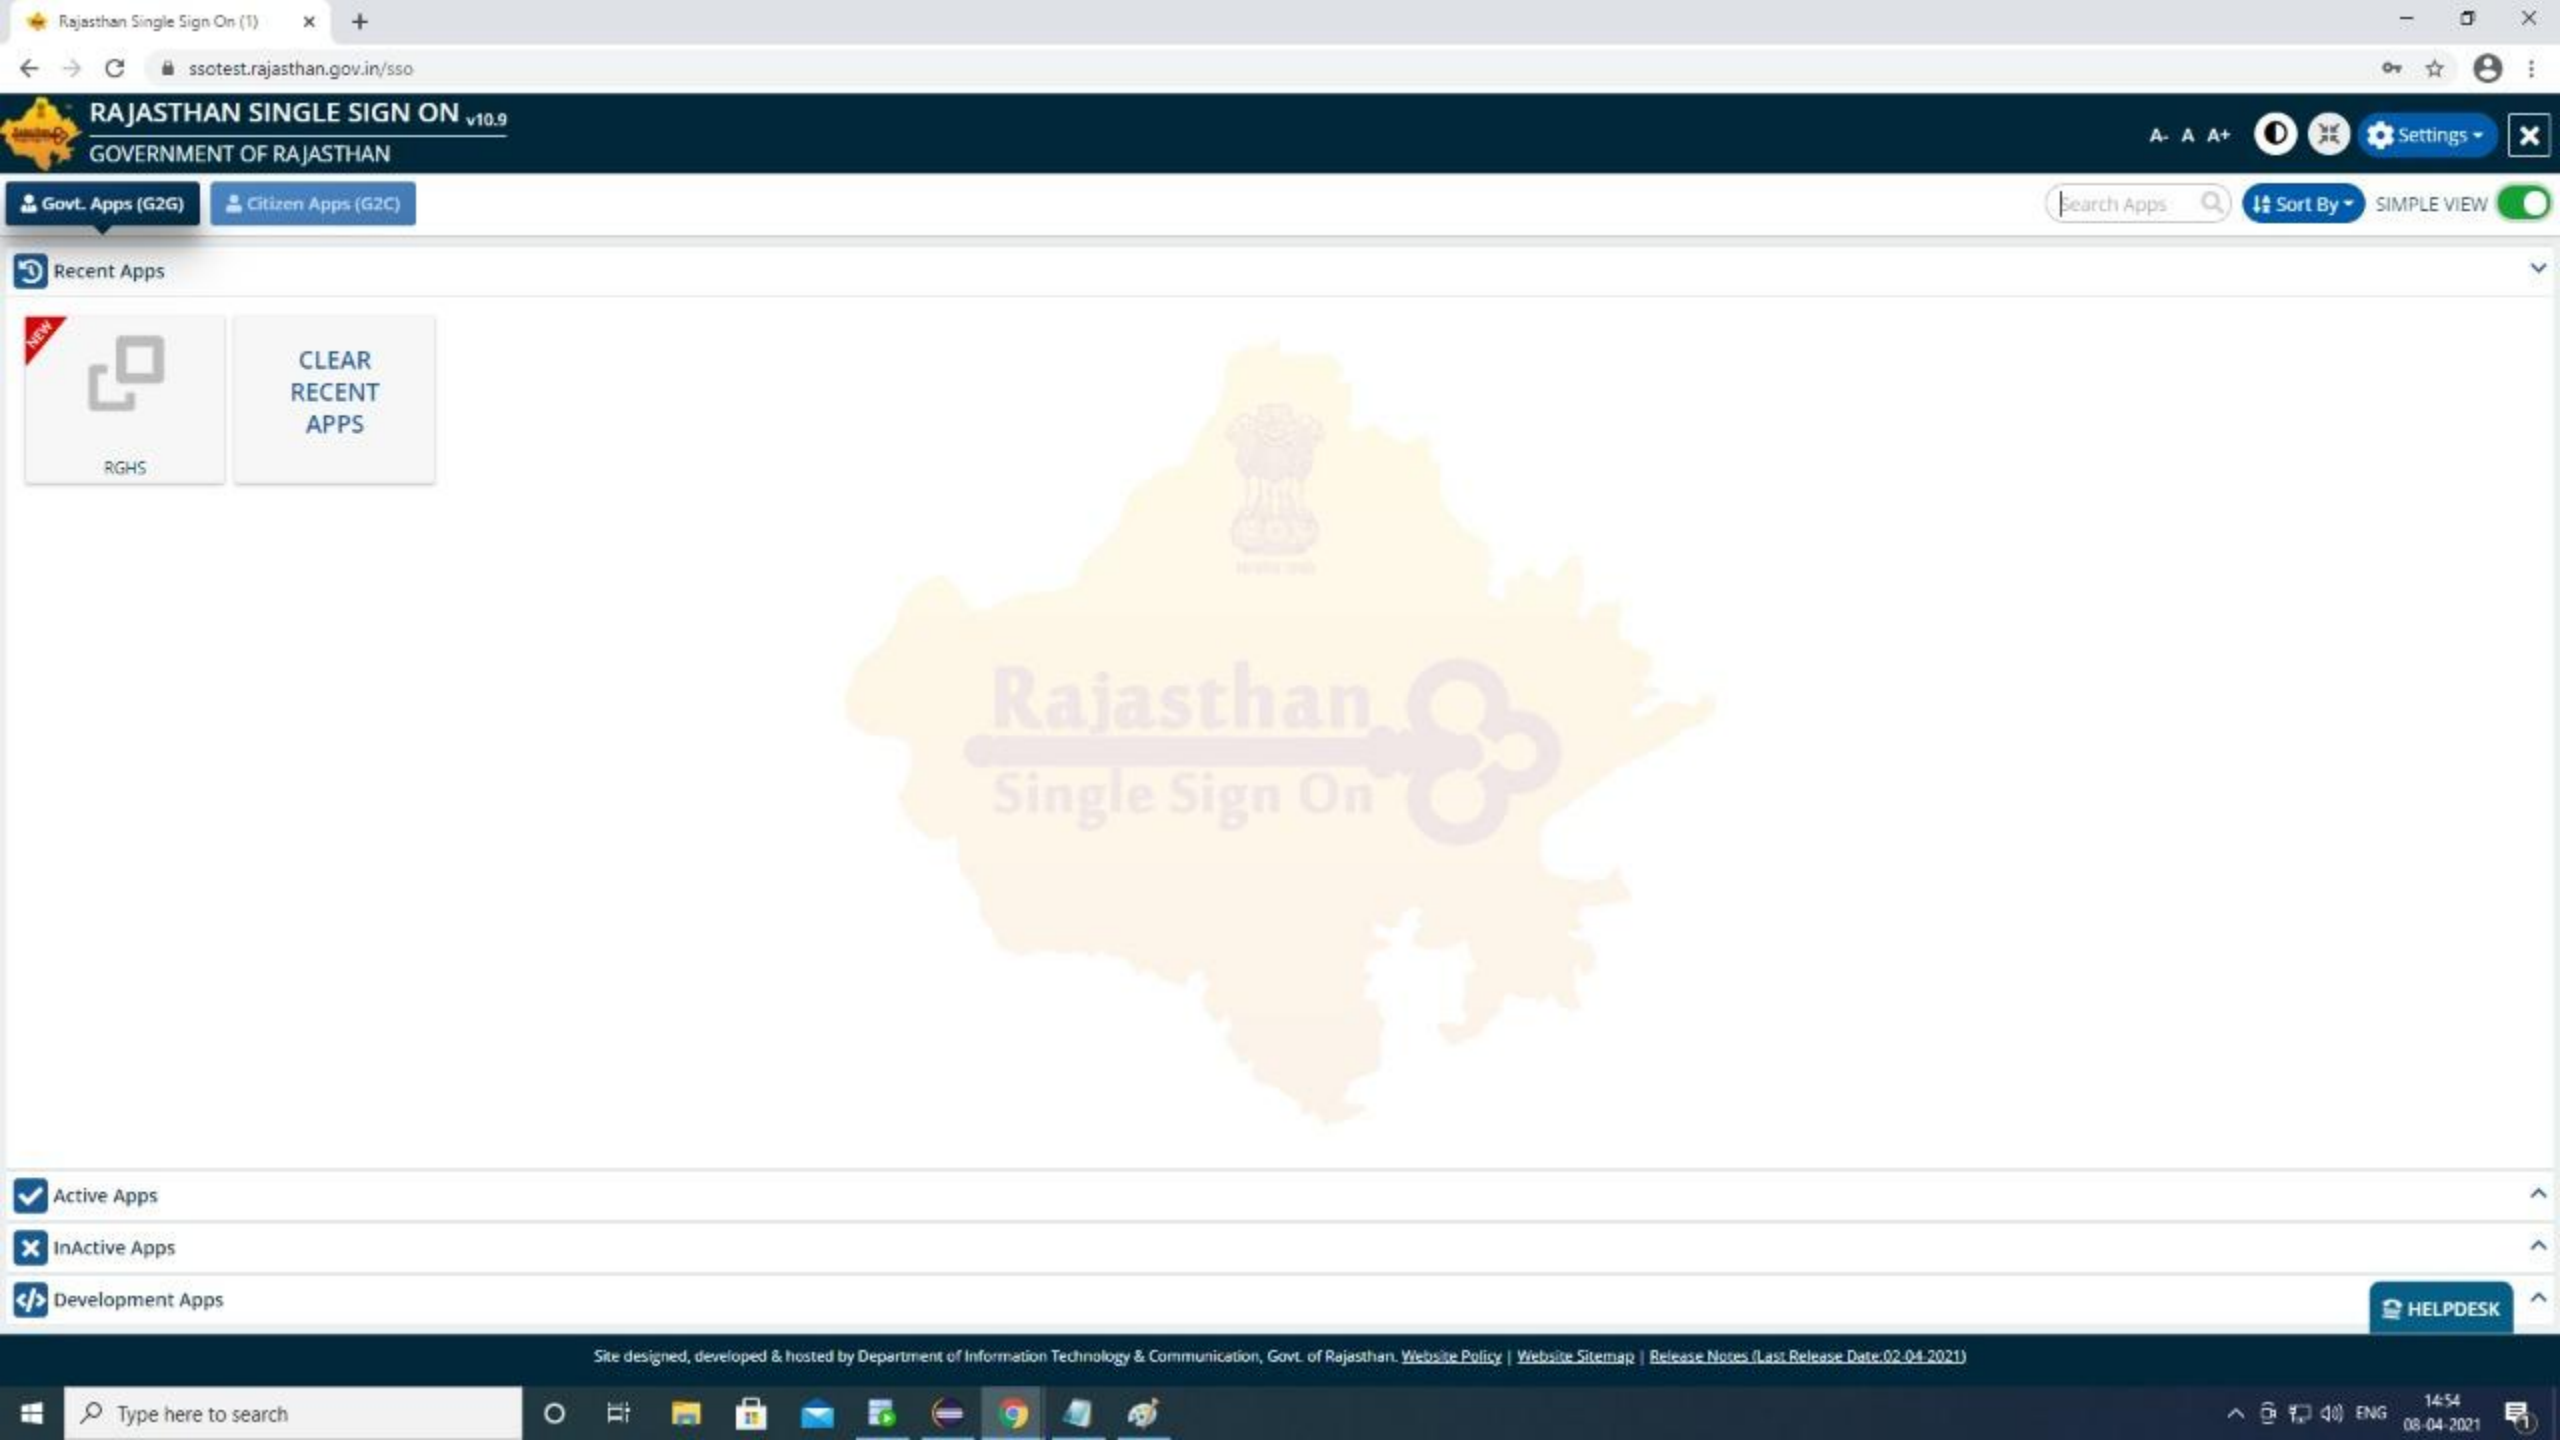 Rajasthan Single Sign On (1)
ssotest.rajasthan.gov.in/sso
RAJASTHAN SINGLE SIGN ON v10.9
GOVERNMENT OF RAJASTHAN
A- A A+
Settings
Govt. Apps (G2G)
Citizen Apps (G2C)
Search Apps
Sort By
SIMPLE VIEW
Recent Apps
NEW
RGHS
CLEAR
RECENT
APPS
Rajasthan
Single Sign On
Active Apps
InActive Apps
Development Apps
HELPDESK
Site designed, developed & hosted by Department of Information Technology & Communication, Govt. of Rajasthan. Website Policy | Website Sitemap | Release Notes (Last Release Date:02-04-2021)
Type here to search
ENG
14:54
08-04-2021
1